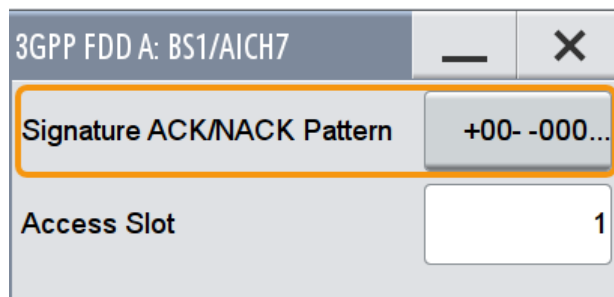 3GPP FDD A: BS1/AICH7
Signature ACK/NACK Pattern +00- -000...
Access Slot 1